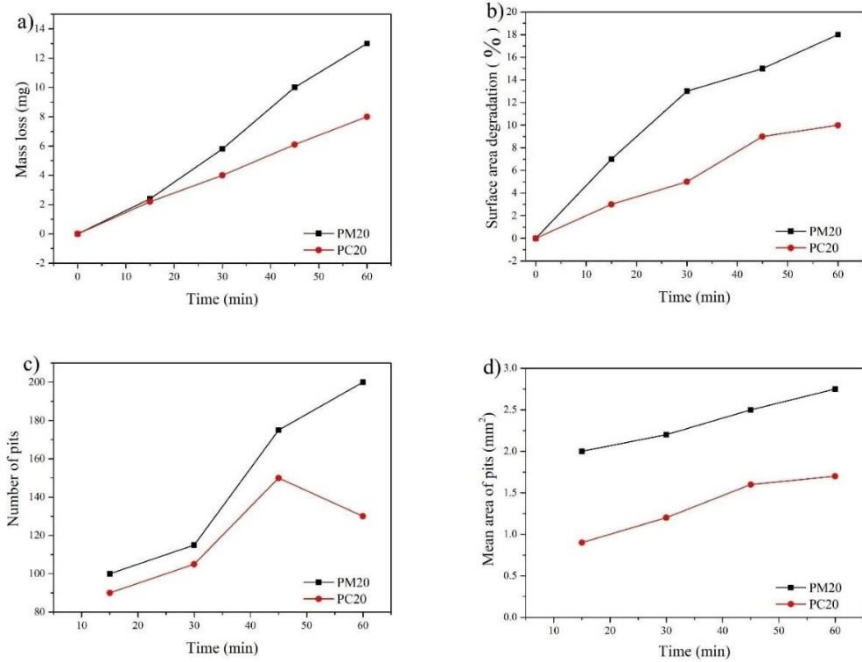 a)
14
12
10
8
6
4
2
0
-2
Mass loss (mg)
0 10 20 30 40 50 60
Time (min)
PM20
PC20
b)
20
18
16
14
12
10
8
6
4
2
0
-2
Surface area degradation ( % )
0 10 20 30 40 50 60
Time (min)
PM20
PC20
c)
200
180
160
140
120
100
80
Number of pits
10 20 30 40 50 60
Time (min)
PM20
PC20
d)
3.0
2.5
2.0
1.5
1.0
0.5
0.0
Mean area of pits (mm²)
10 20 30 40 50 60
Time (min)
PM20
PC20